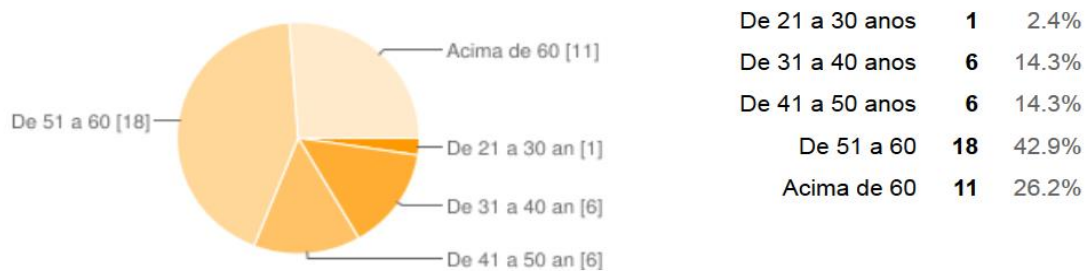 Acima de 60 [11]
De 51 a 60 [18]
De 21 a 30 an [1]
De 31 a 40 an [6]
De 41 a 50 an [6]
De 21 a 30 anos 1 2.4%
De 31 a 40 anos 6 14.3%
De 41 a 50 anos 6 14.3%
De 51 a 60 18 42.9%
Acima de 60 11 26.2%